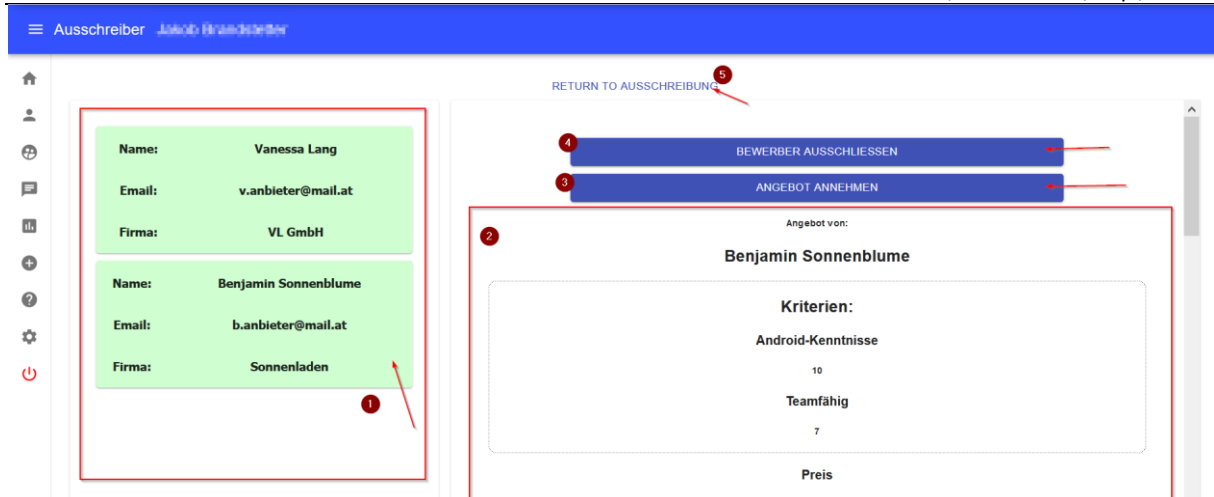 Ausschreiber
RETURN TO AUSSCHREIBUNG
5
Name: Vanessa Lang
Email: v.anbieter@mail.at
Firma: VL GmbH
Name: Benjamin Sonnenblume
Email: b.anbieter@mail.at
Firma: Sonnenladen
1
4
BEWERBER AUSSCHLIESSEN
3
ANGEBOT ANNEHMEN
2
Angebot von:
Benjamin Sonnenblume
Kriterien:
Android-Kenntnisse
10
Teamfähig
7
Preis